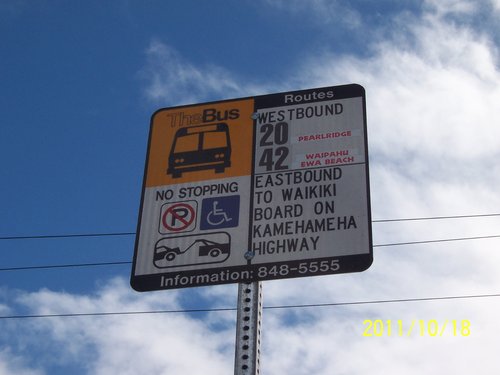 Routes
TheBus
WESTBOUND
20 PEARLRIDGE
42 WAIPAHU
EWA BEACH
NO STOPPING
P
EASTBOUND
TO WAIKIKI
BOARD ON
KAMEHAMEHA
HIGHWAY
Information: 848-5555
2011/10/18